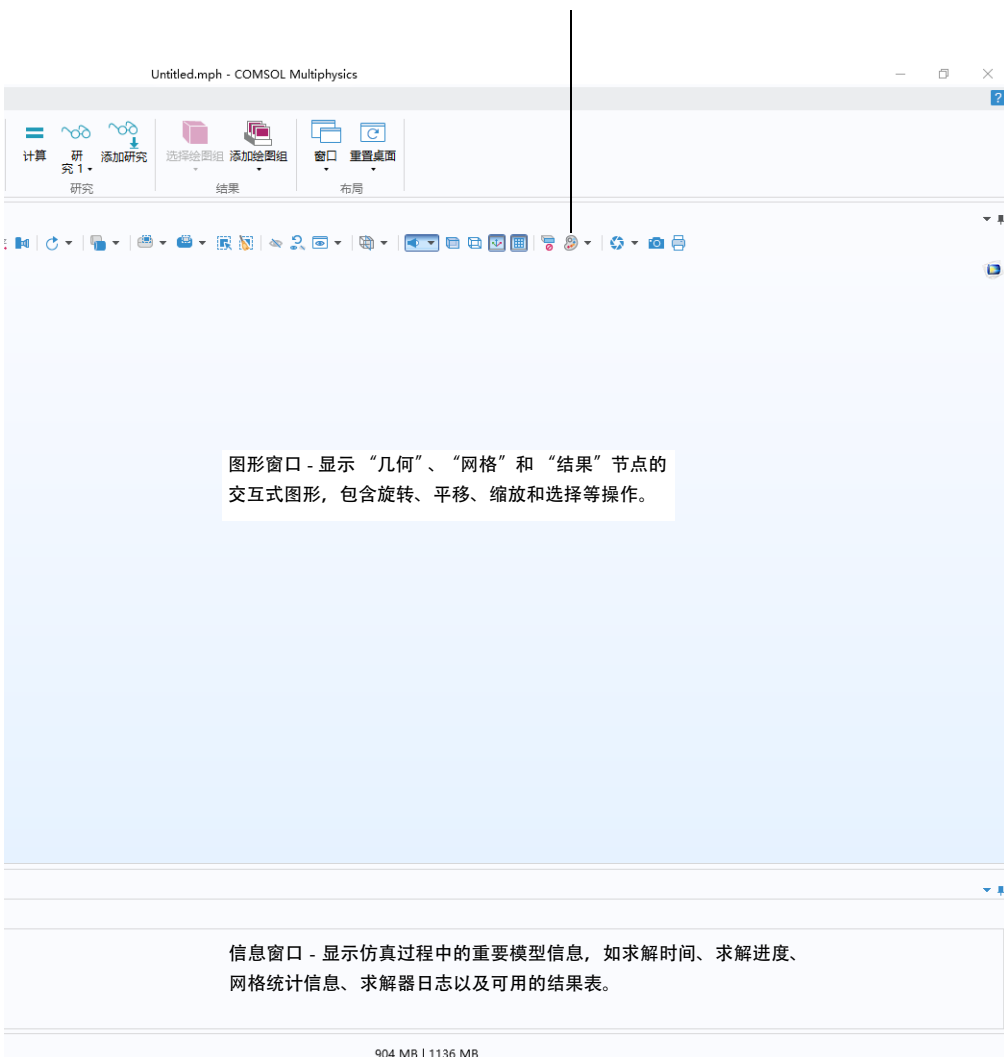 Untitled.mph - COMSOL Multiphysics
?
计算
研究 1
添加研究
选择绘图组
添加绘图组
窗口
重置桌面
研究
结果
布局
图形窗口 - 显示 “几何”、 “网格” 和 “结果” 节点的
交互式图形，包含旋转、平移、缩放和选择等操作。
信息窗口 - 显示仿真过程中的重要模型信息，如求解时间、求解进度、
网格统计信息、求解器日志以及可用的结果表。
904 MB | 1136 MB